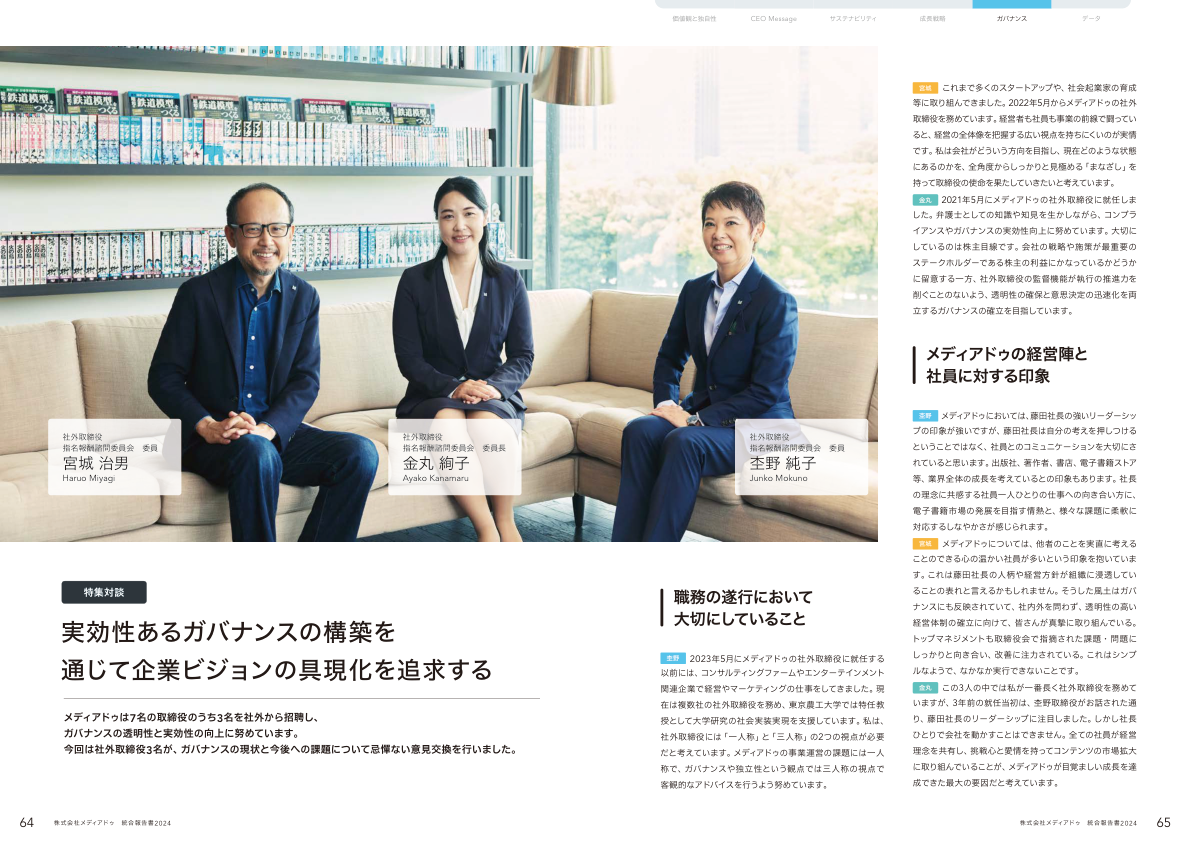 価値観と独自性
CEO Message
サステナビリティ
成長戦略
ガバナンス
データ
鉄道模型
つくる
鉄道模型
つくる
鉄道模型
つくる
社外取締役
指名報酬諮問委員会 委員
宮城 治男
Haruo Miyagi
社外取締役
指名報酬諮問委員会 委員長
金丸 絢子
Ayako Kanamaru
社外取締役
指名報酬諮問委員会 委員
杢野 純子
Junko Mokuno
特集対談
実効性あるガバナンスの構築を
通じて企業ビジョンの具現化を追求する
メディアドゥは7名の取締役のうち3名を社外から招聘し、
ガバナンスの透明性と実効性の向上に努めています。
今回は社外取締役3名が、ガバナンスの現状と今後への課題について忌憚ない意見交換を行いました。
職務の遂行において
大切にしていること
杢野 2023年5月にメディアドゥの社外取締役に就任する
以前には、コンサルティングファームやエンターテインメント
関連企業で経営やマーケティングの仕事をしてきました。現
在は複数社の社外取締役を務め、東京農工大学では特任教
授として大学研究の社会実装実現を支援しています。私は、
社外取締役には「一人称」と「三人称」の2つの視点が必要
だと考えています。メディアドゥの事業運営の課題には一人
称で、ガバナンスや独立性という観点では三人称の視点で
客観的なアドバイスを行うよう努めています。
宮城 これまで多くのスタートアップや、社会起業家の育成
等に取り組んできました。2022年5月からメディアドゥの社外
取締役を務めています。経営者も社員も事業の前線で闘ってい
ると、経営の全体像を把握する広い視点を持ちにくいのが実情
です。私は会社がどういう方向を目指し、現在どのような状態
にあるのかを、全角度からしっかりと見極める「まなざし」を
持って取締役の使命を果たしていきたいと考えています。
金丸 2021年5月にメディアドゥの社外取締役に就任しま
した。弁護士としての知識や知見を生かしながら、コンプラ
イアンスやガバナンスの実効性向上に努めています。大切に
しているのは株主目線です。会社の戦略や施策が最重要の
ステークホルダーである株主の利益にかなっているかどうか
に留意する一方、社外取締役の監督機能が執行の推進力を
削ぐことのないよう、透明性の確保と意思決定の迅速化を両
立するガバナンスの確立を目指しています。
メディアドゥの経営陣と
社員に対する印象
杢野 メディアドゥにおいては、藤田社長の強いリーダーシッ
プの印象が強いですが、藤田社長は自分の考えを押しつける
ということではなく、社員とのコミュニケーションを大切にさ
れていると思います。出版社、著作者、書店、電子書籍ストア
等、業界全体の成長を考えているとの印象もあります。社長
の理念に共感する社員一人ひとりの仕事への向き合い方に、
電子書籍市場の発展を目指す情熱と、様々な課題に柔軟に
対応するしなやかさが感じられます。
宮城 メディアドゥについては、他者のことを実直に考える
ことのできる心の温かい社員が多いという印象を抱いていま
す。これは藤田社長の人柄や経営方針が組織に浸透してい
ることの表れと言えるかもしれません。そうした風土はガバ
ナンスにも反映されていて、社内外を問わず、透明性の高い
経営体制の確立に向けて、皆さんが真摯に取り組んでいる。
トップマネジメントも取締役会で指摘された課題・問題に
しっかりと向き合い、改善に注力されている。これはシンプ
ルなようで、なかなか実行できないことです。
金丸 この3人の中では私が一番長く社外取締役を務めて
いますが、3年前の就任当初は、杢野取締役がお話された通
り、藤田社長のリーダーシップに注目しました。しかし社長
ひとりで会社を動かすことはできません。全ての社員が経営
理念を共有し、挑戦心と愛情を持ってコンテンツの市場拡大
に取り組んでいることが、メディアドゥが目覚ましい成長を達
成できた最大の要因だと考えています。
64 株式会社メディアドゥ 統合報告書2024
株式会社メディアドゥ 統合報告書2024 65